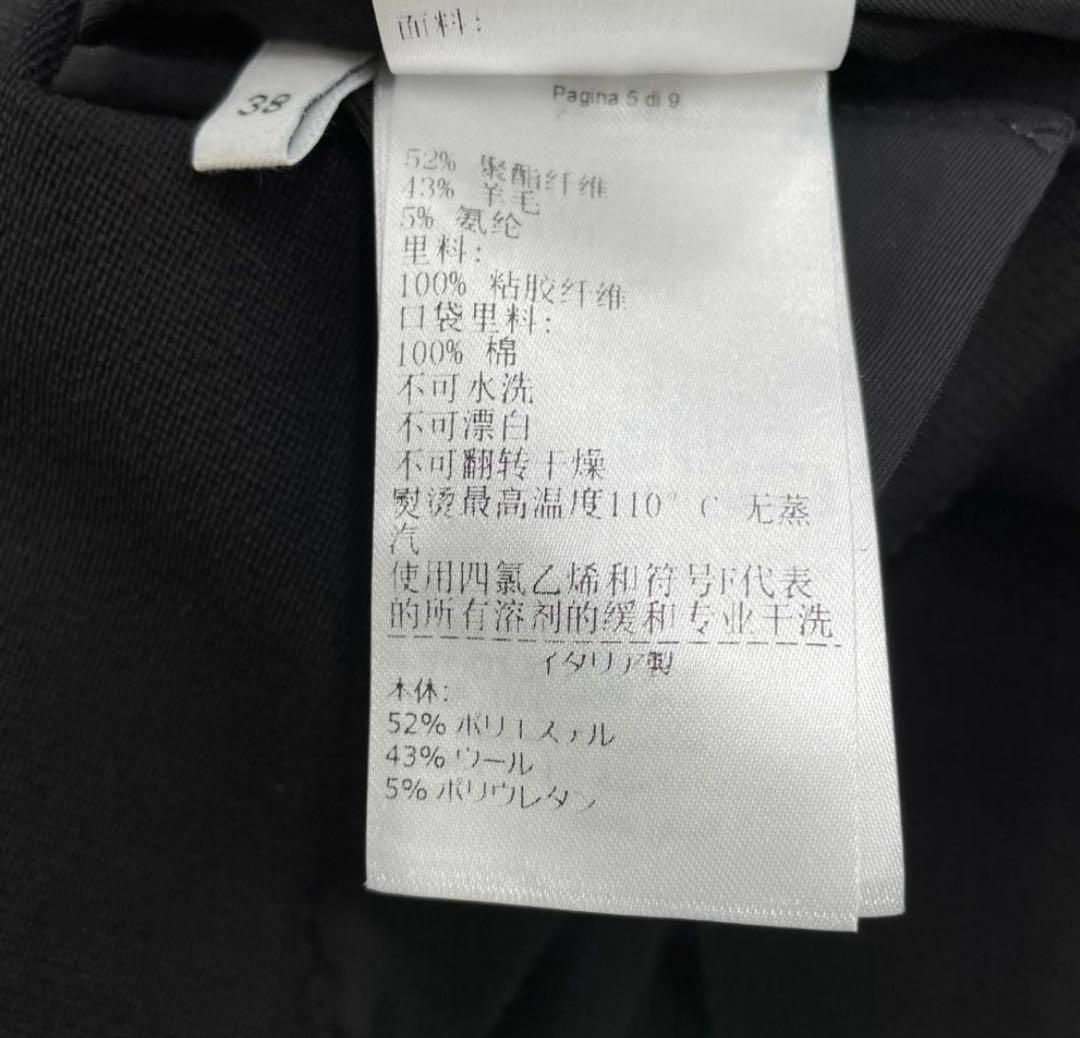 面料:
38
Pagina 5 di 9
52% 聚酯纤维
43% 羊毛
5% 氨纶
里料:
100% 粘胶纤维
口袋里料:
100% 棉
不可水洗
不可漂白
不可翻转干燥
熨烫最高温度110° C 无蒸
汽
使用四氯乙烯和符号F代表
的所有溶剂的缓和专业干洗
イタリア製
本体:
52% ポリエステル
43% ウール
5% ポリウレタン